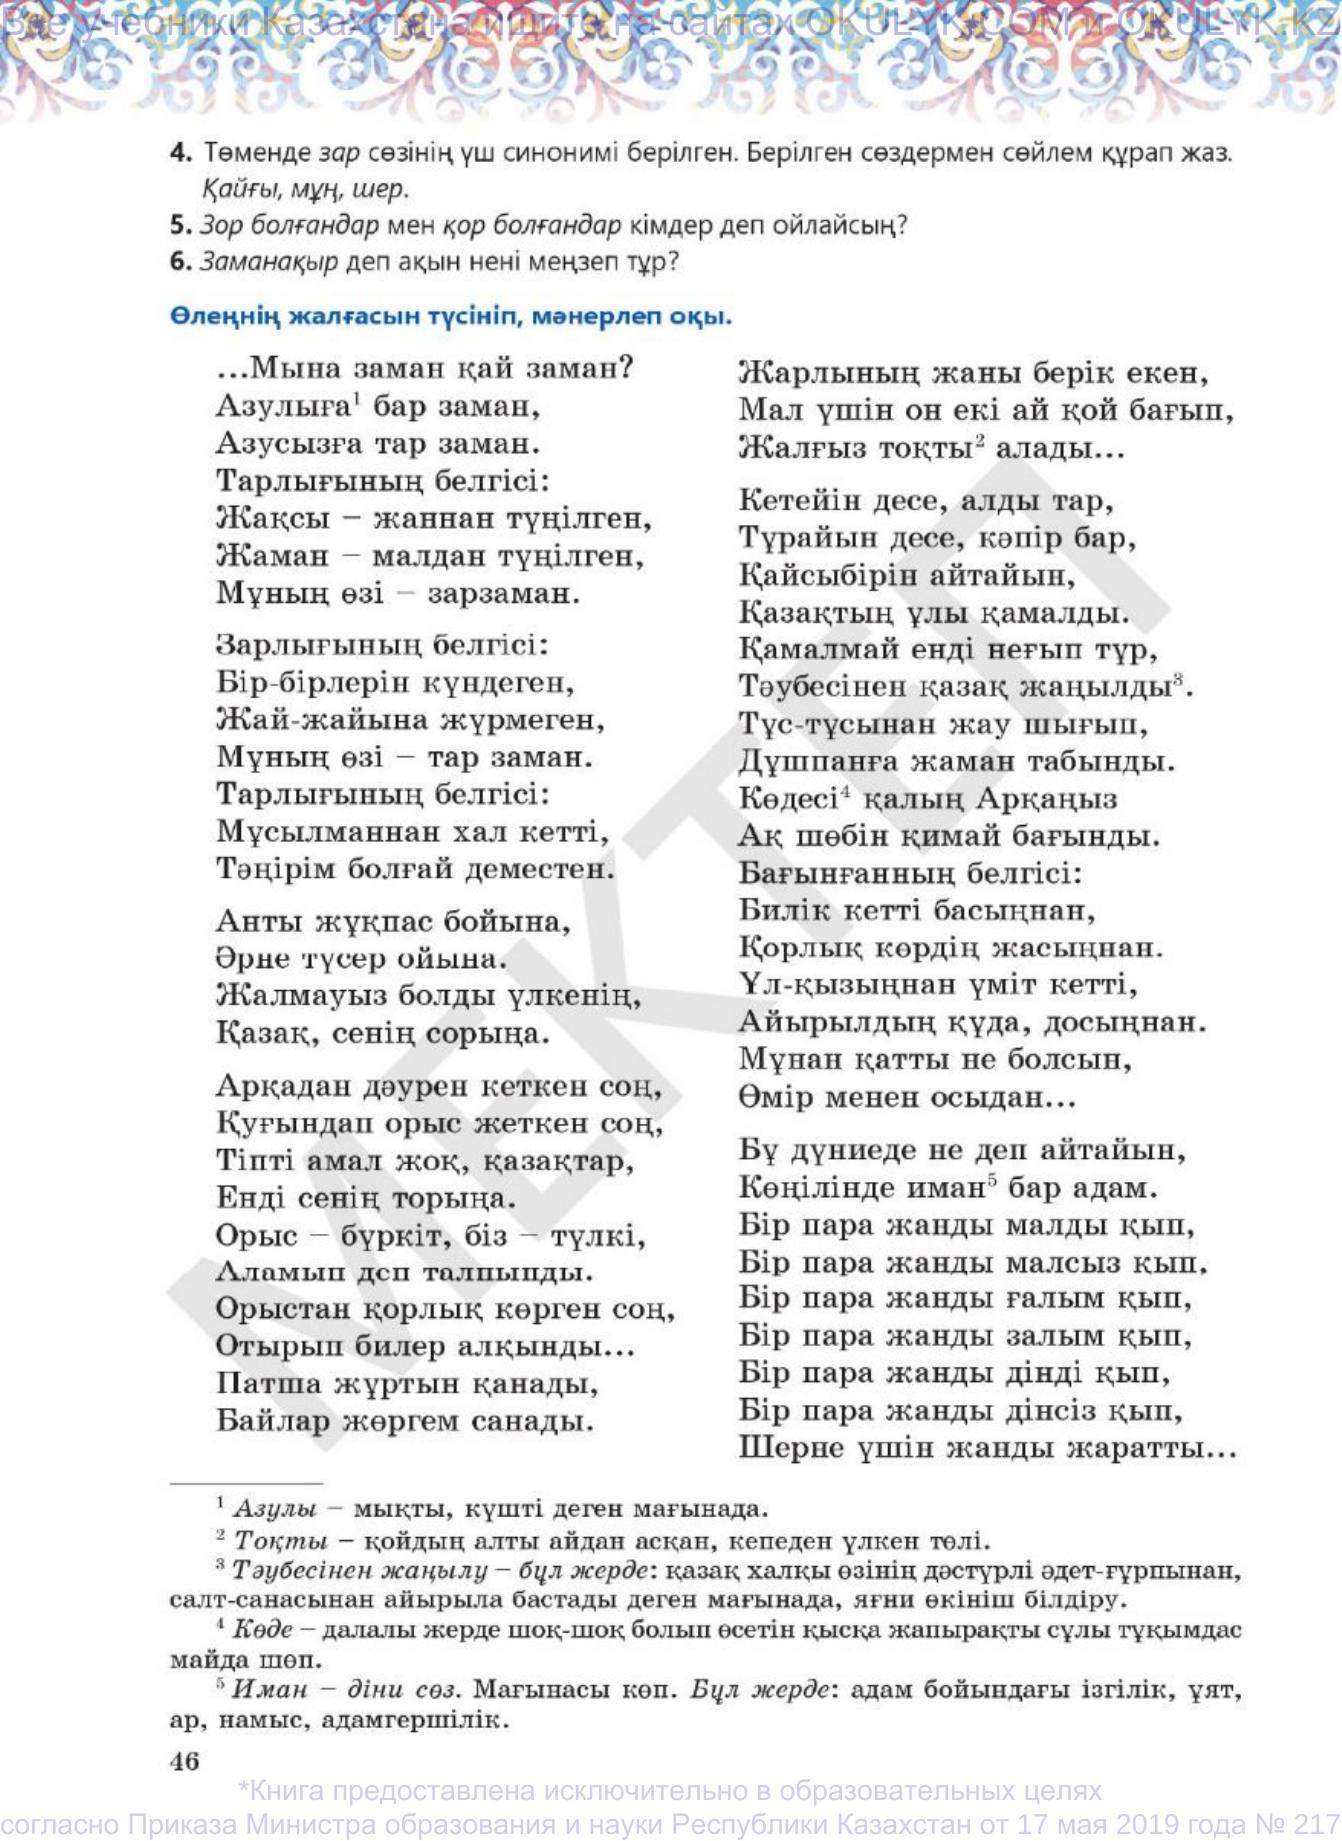 Все учебники Казахстана ищите на сайтах OKULYK.COM и OKULYK.KZ
4. Төменде зар сөзінің үш синонимі берілген. Берілген сөздермен сөйлем құрап жаз.
Қайғы, мұң, шер.
5. Зор болғандар мен қор болғандар кімдер деп ойлайсың?
6. Заманақыр деп ақын нені меңзеп тұр?
Өлеңнің жалғасын түсініп, мәнерлеп оқы.
...Мына заман қай заман?
Азулыға¹ бар заман,
Азусызға тар заман.
Тарлығының белгісі:
Жақсы – жаннан түңілген,
Жаман – малдан түңілген,
Мұның өзі – зарзаман.
Зарлығының белгісі:
Бір-бірлерін күндеген,
Жай-жайына жүрмеген,
Мұның өзі – тар заман.
Тарлығының белгісі:
Мұсылманнан хал кетті,
Тәңірім болғай деместен.
Анты жұқпас бойына,
Әрне түсер ойына.
Жалмауыз болды үлкенің,
Қазақ, сенің сорыңа.
Арқадан дәурен кеткен соң,
Қуғындап орыс жеткен соң,
Тіпті амал жоқ, қазақтар,
Енді сенің торыңа.
Орыс – бүркіт, біз – түлкі,
Аламын деп талпынды.
Орыстан қорлық көрген соң,
Отырып билер алқынды...
Патша жұртын қанады,
Байлар жөргем санады.
Жарлының жаны берік екен,
Мал үшін он екі ай қой бағып,
Жалғыз тоқты² алады...
Кетейін десе, алды тар,
Тұрайын десе, кәпір бар,
Қайсыбірін айтайын,
Қазақтың ұлы қамалды.
Қамалмай енді неғып тұр,
Тәубесінен қазақ жаңылды³.
Тұс-тұсынан жау шығып,
Дұшпанға жаман табынды.
Көдесі⁴ қалың Арқаңыз
Ақ шөбін қимай бағынды.
Бағынғанның белгісі:
Билік кетті басыңнан,
Қорлық көрдің жасыңнан.
Ұл-қызыңнан үміт кетті,
Айырылдың құда, досыңнан.
Мұнан қатты не болсын,
Өмір менен осыдан...
Бұ дүниеде не деп айтайын,
Көңілінде иман⁵ бар адам.
Бір пара жанды малды қып,
Бір пара жанды малсыз қып,
Бір пара жанды ғалым қып,
Бір пара жанды залым қып,
Бір пара жанды дінді қып,
Бір пара жанды дінсіз қып,
Шерне үшін жанды жаратты...
¹ Азулы – мықты, күшті деген мағынада.
² Тоқты – қойдың алты айдан асқан, кепеден үлкен төлі.
³ Тәубесінен жаңылу – бұл жерде: қазақ халқы өзінің дәстүрлі әдет-ғұрпынан,
салт-санасынан айырыла бастады деген мағынада, яғни өкініш білдіру.
⁴ Көде – далалы жерде шоқ-шоқ болып өсетін қысқа жапырақты сұлы тұқымдас
майда шөп.
⁵ Иман – діни сөз. Мағынасы көп. Бұл жерде: адам бойындағы ізгілік, ұят,
ар, намыс, адамгершілік.
46
МЕКТЕП
*Книга предоставлена исключительно в образовательных целях
согласно Приказа Министра образования и науки Республики Казахстан от 17 мая 2019 года № 217